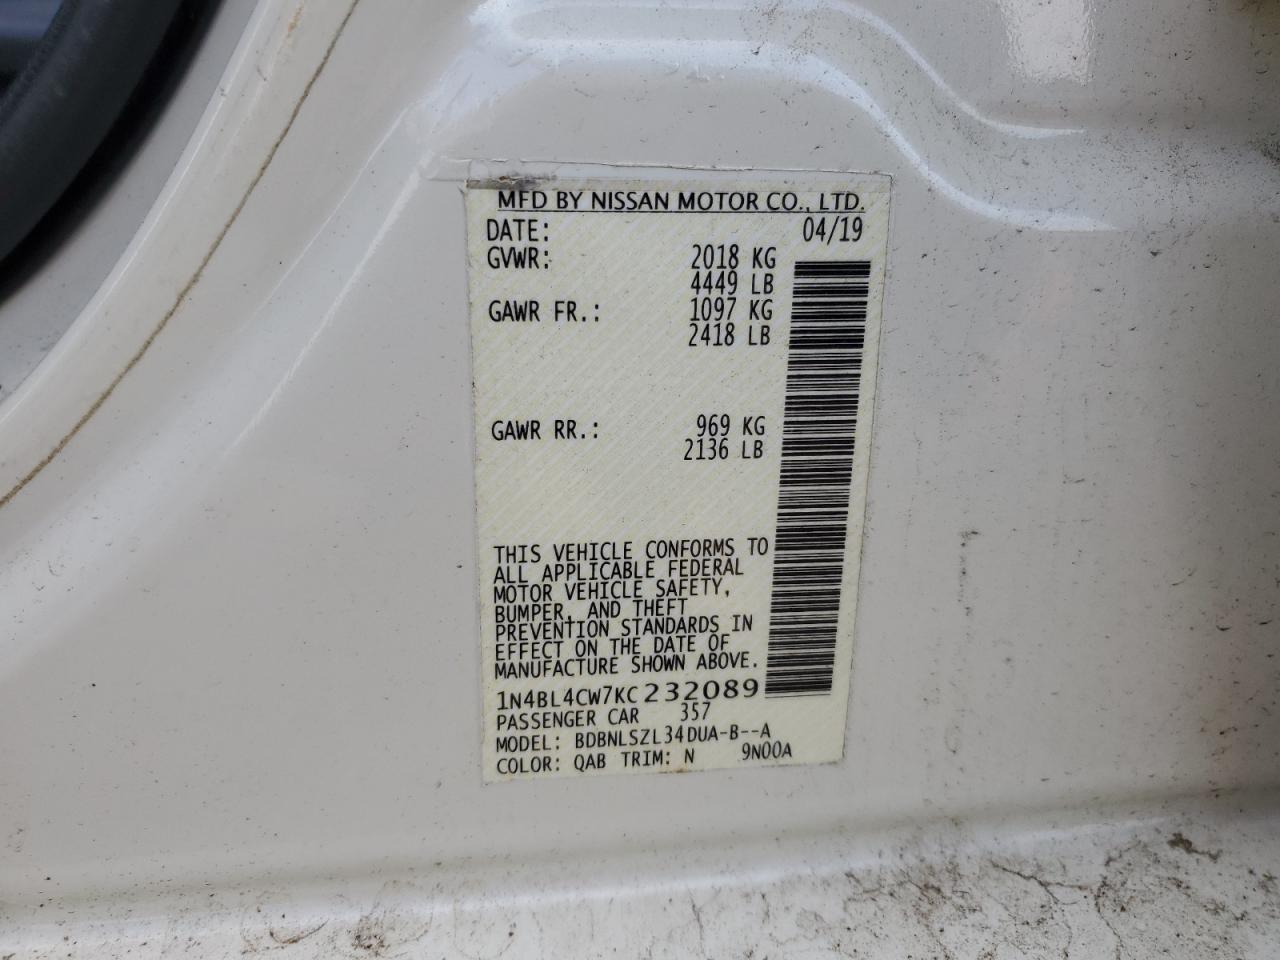 MFD BY NISSAN MOTOR CO., LTD.
DATE: 04/19
GVWR: 2018 KG
4449 LB
GAWR FR.: 1097 KG
2418 LB
GAWR RR.: 969 KG
2136 LB
THIS VEHICLE CONFORMS TO
ALL APPLICABLE FEDERAL
MOTOR VEHICLE SAFETY,
BUMPER, AND THEFT
PREVENTION STANDARDS IN
EFFECT ON THE DATE OF
MANUFACTURE SHOWN ABOVE.
1N4BL4CW7KC232089
PASSENGER CAR 357
MODEL: BDBNLSZL34DUA-B--A
COLOR: QAB TRIM: N 9N00A